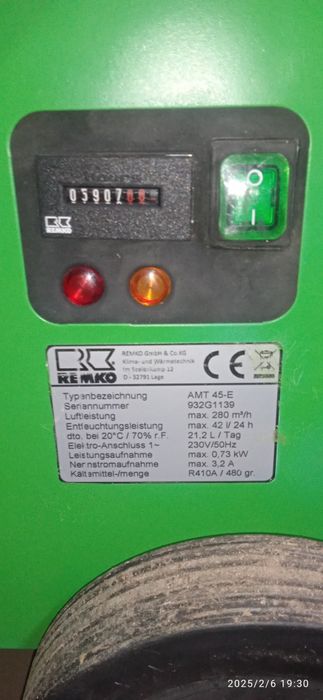 05907
REMKO
O
I
REMKO
REMKO GmbH & Co.KG
Klima- und Wärmetechnik
Im Seelenkamp 12
D - 32791 Lage
CE
Typenbezeichnung AMT 45-E
Seriennummer 932G1139
Luftleistung max. 280 m³/h
Entfeuchtungsleistung max. 42 l/ 24 h
dto. bei 20°C / 70% r.F. 21,2 L / Tag
Elektro-Anschluss 1~ 230V/50Hz
Leistungsaufnahme max. 0,73 kW
Nennstromaufnahme max. 3,2 A
Kältemittel-/menge R410A / 480 gr.
2025/2/6 19:30